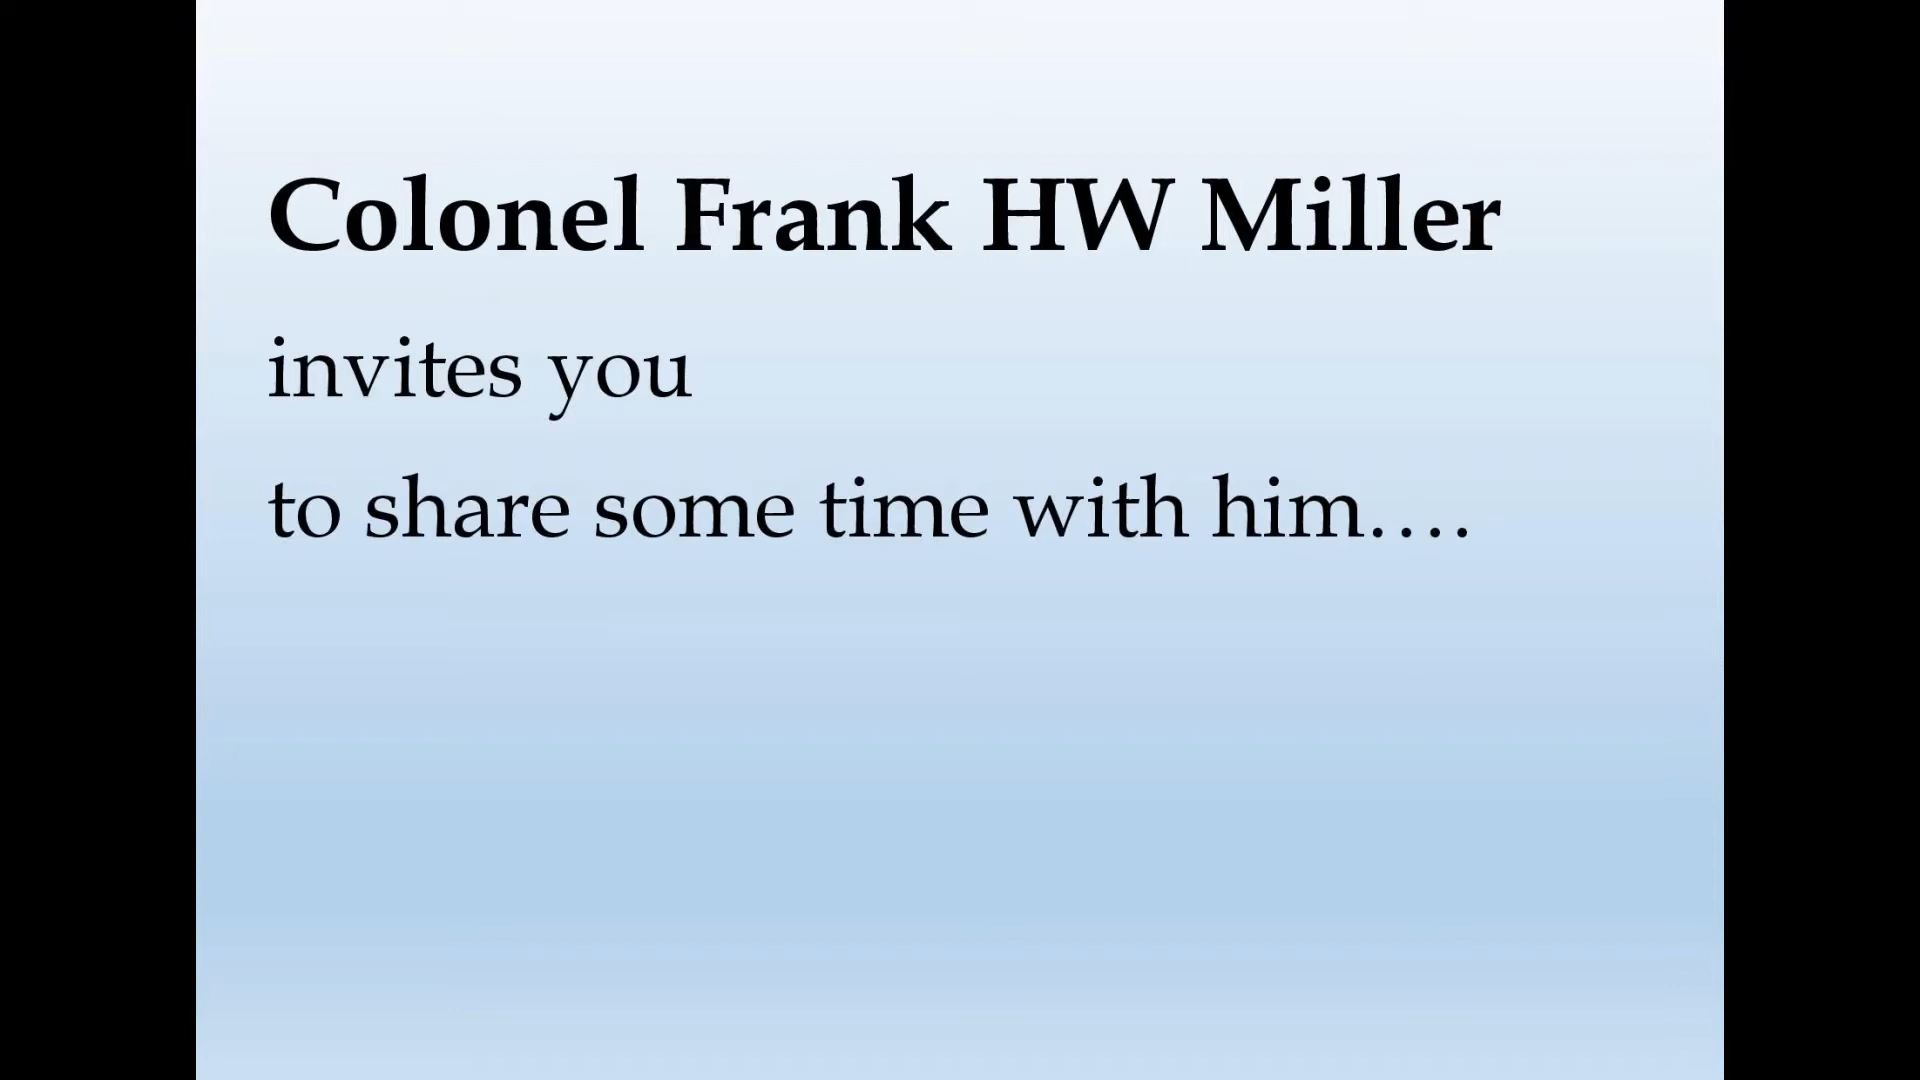 Colonel Frank HW Miller
invites you
to share some time with him....